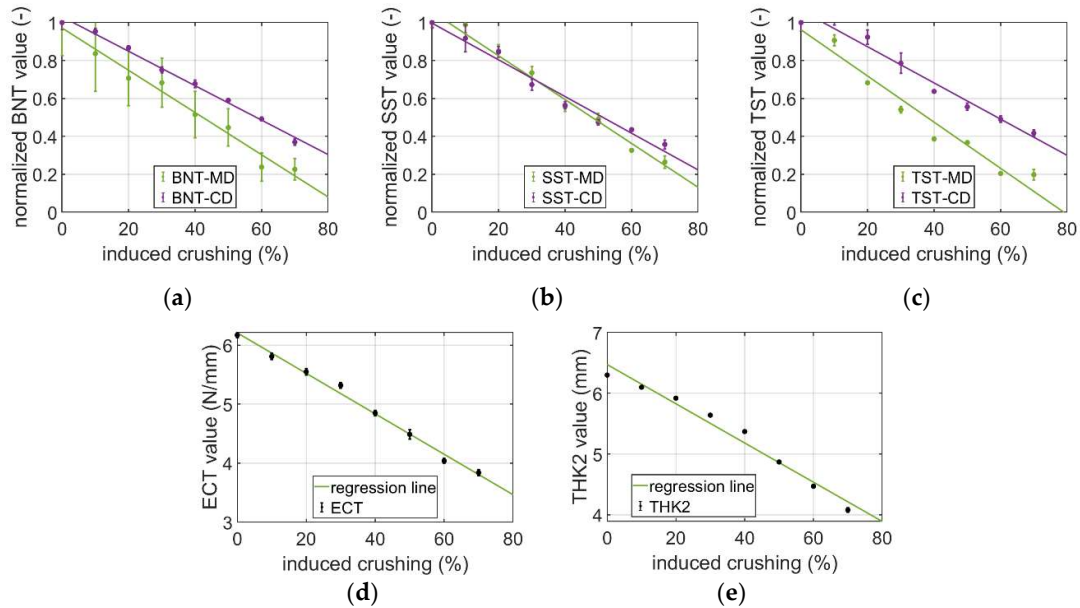 normalized BNT value (-)
1
0.8
0.6
0.4
0.2
0
BNT-MD
BNT-CD
0 20 40 60 80
induced crushing (%)
(a)
normalized SST value (-)
1
0.8
0.6
0.4
0.2
0
SST-MD
SST-CD
0 20 40 60 80
induced crushing (%)
(b)
normalized TST value (-)
1
0.8
0.6
0.4
0.2
0
TST-MD
TST-CD
0 20 40 60 80
induced crushing (%)
(c)
ECT value (N/mm)
6
5
4
3
regression line
ECT
0 20 40 60 80
induced crushing (%)
(d)
THK2 value (mm)
7
6
5
4
regression line
THK2
0 20 40 60 80
induced crushing (%)
(e)